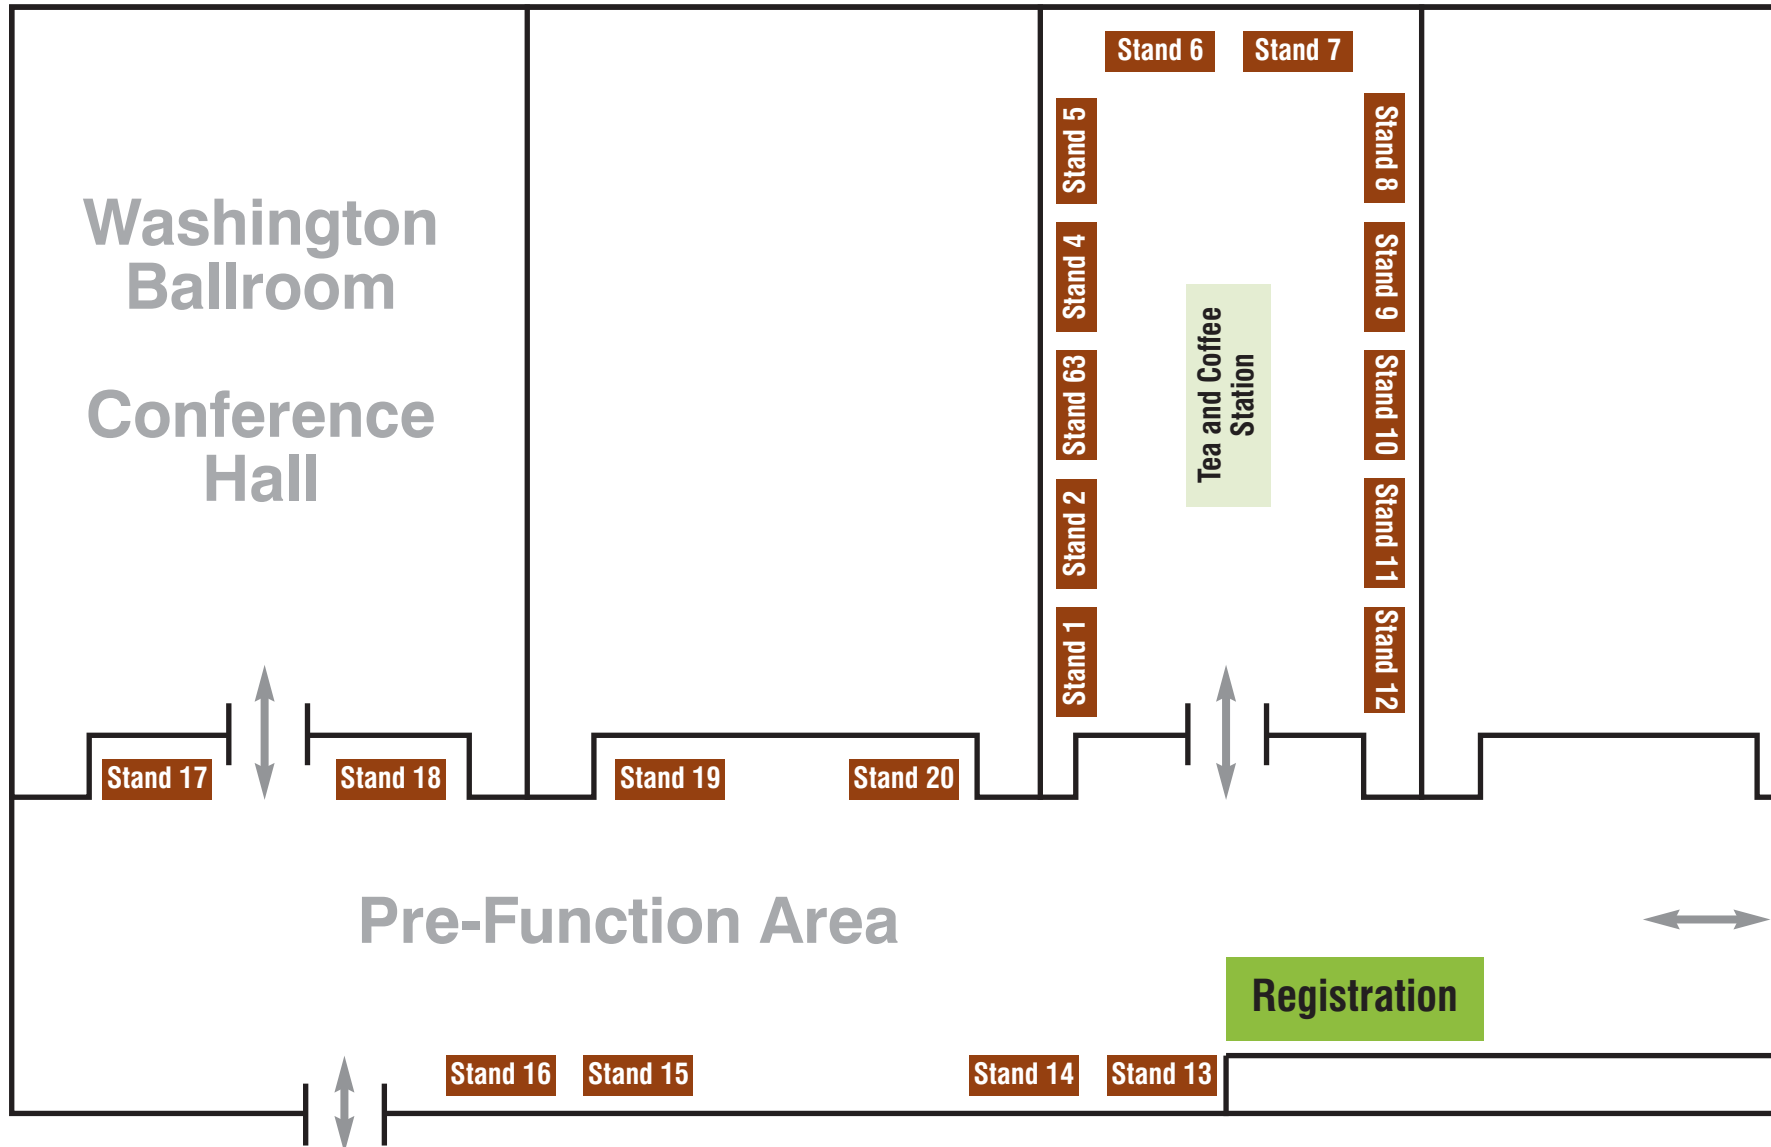 Stand 6
Stand 7
Stand 5
Stand 8
Washington
Ballroom
Stand 4
Stand 9
Conference
Hall
Stand 63
Tea and Coffee
Station
Stand 10
Stand 2
Stand 11
Stand 1
Stand 12
Stand 17
Stand 18
Stand 19
Stand 20
Pre-Function Area
Registration
Stand 16
Stand 15
Stand 14
Stand 13